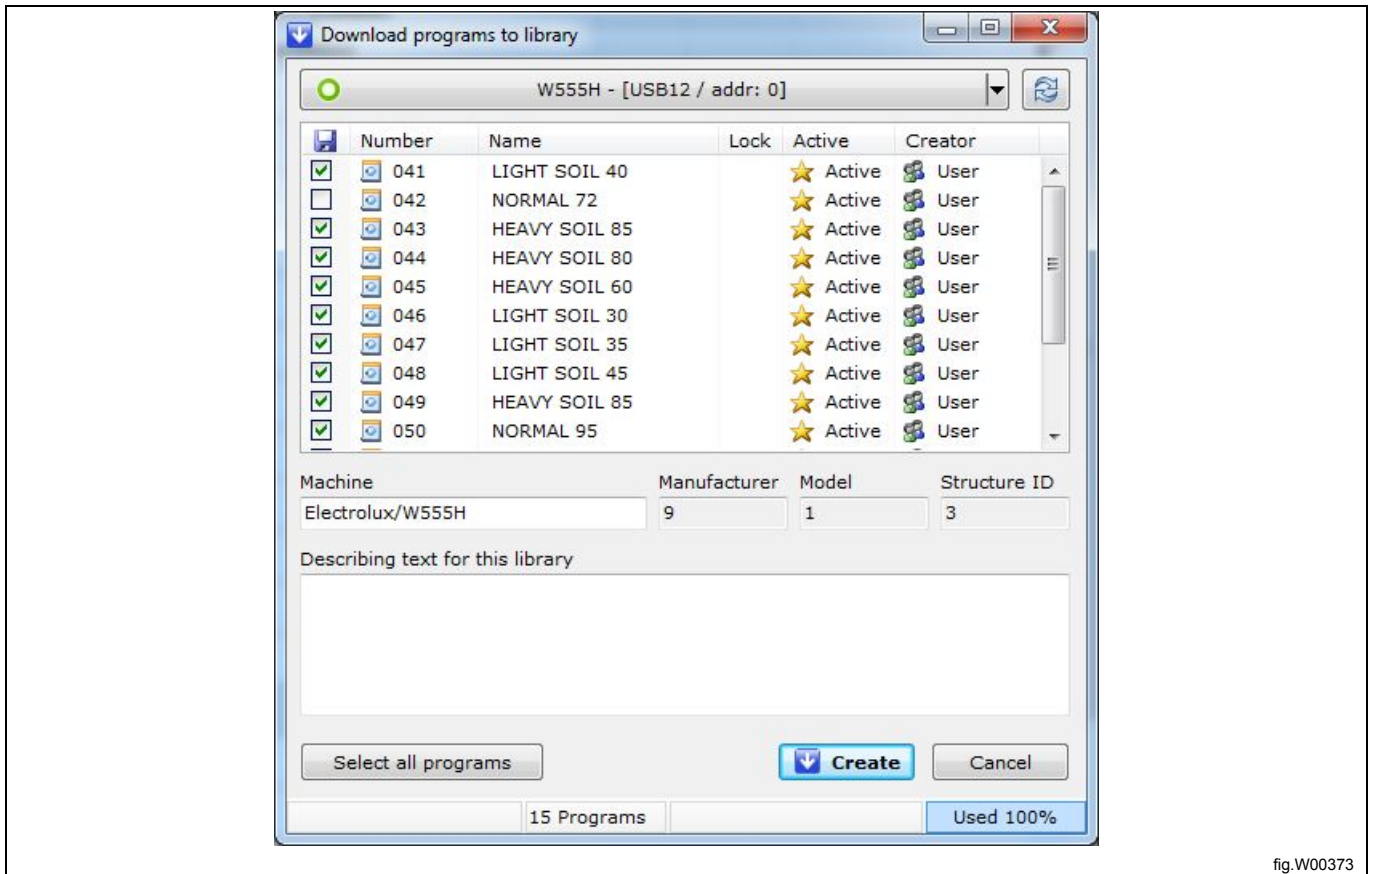 Download programs to library
W555H - [USB12 / addr: 0]
Number Name Lock Active Creator
041 LIGHT SOIL 40 Active User
042 NORMAL 72 Active User
043 HEAVY SOIL 85 Active User
044 HEAVY SOIL 80 Active User
045 HEAVY SOIL 60 Active User
046 LIGHT SOIL 30 Active User
047 LIGHT SOIL 35 Active User
048 LIGHT SOIL 45 Active User
049 HEAVY SOIL 85 Active User
050 NORMAL 95 Active User
Machine Manufacturer Model Structure ID
Electrolux/W555H 9 1 3
Describing text for this library
Select all programs Create Cancel
15 Programs Used 100%
fig.W00373